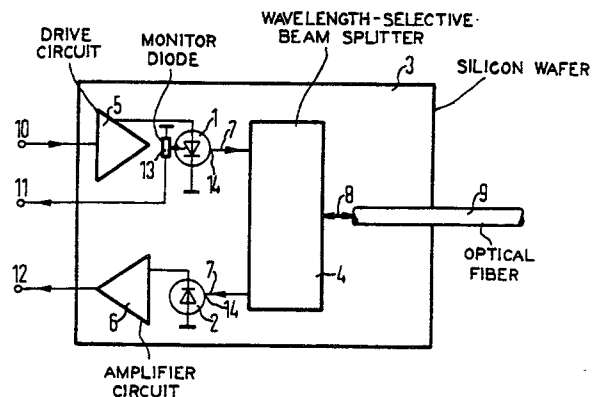 WAVELENGTH-SELECTIVE-
BEAM SPLITTER
DRIVE
CIRCUIT
MONITOR
DIODE
3
SILICON WAFER
5
1
7
10
13
14
11
8
9
OPTICAL
FIBER
12
7
14
4
6
2
AMPLIFIER
CIRCUIT